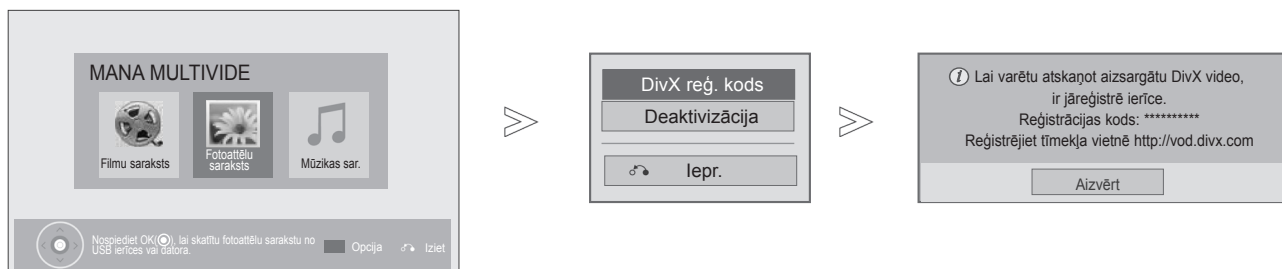 MANA MULTIVIDE
Filmu saraksts
Fotoattēlu
saraksts
Mūzikas sar.
Nospiediet OK(◉), lai skatītu fotoattēlu sarakstu no
USB ierīces vai datora.
Opcija
Iziet
DivX reģ. kods
Deaktivizācija
Iepr.
Lai varētu atskaņot aizsargātu DivX video,
ir jāreģistrē ierīce.
Reģistrācijas kods: **********
Reģistrējiet tīmekļa vietnē http://vod.divx.com
Aizvērt